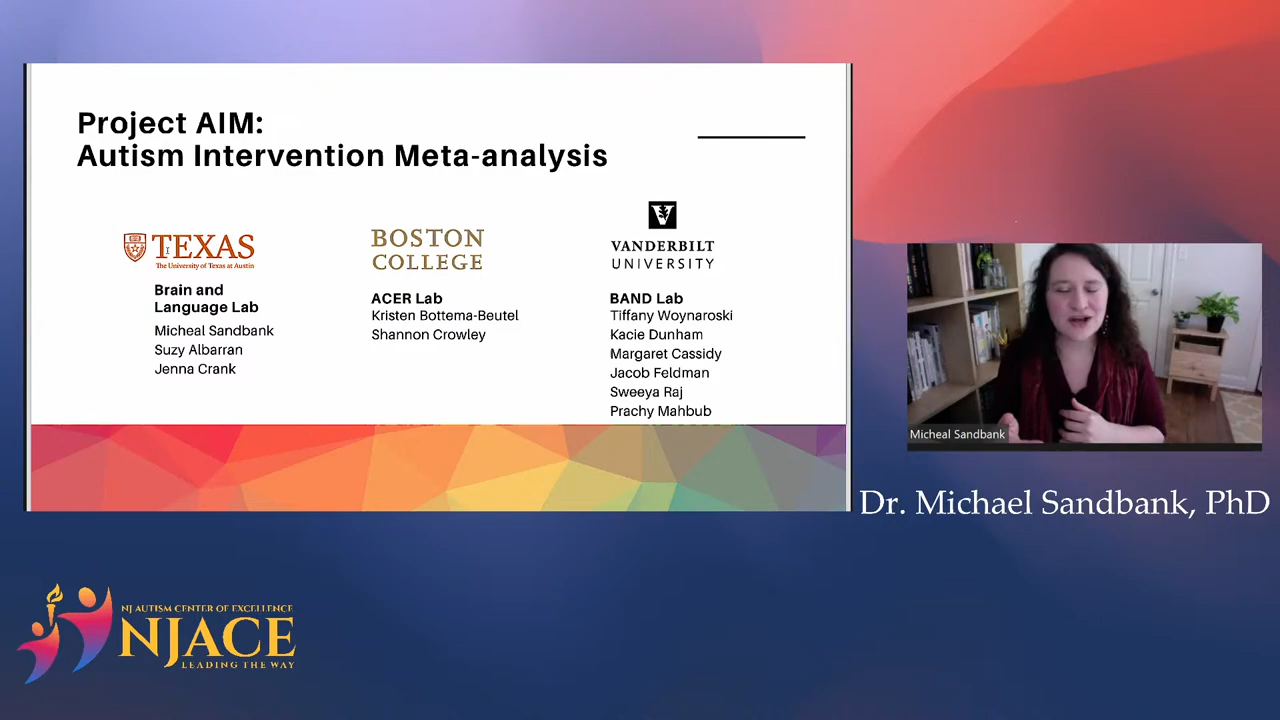 Project AIM:
Autism Intervention Meta-analysis
TEXAS
The University of Texas at Austin
Brain and
Language Lab
Micheal Sandbank
Suzy Albarran
Jenna Crank
BOSTON
COLLEGE
ACER Lab
Kristen Bottema-Beutel
Shannon Crowley
V
VANDERBILT
UNIVERSITY
BAND Lab
Tiffany Woynaroski
Kacie Dunham
Margaret Cassidy
Jacob Feldman
Sweeya Raj
Prachy Mahbub
Micheal Sandbank
Dr. Michael Sandbank, PhD
NJ AUTISM CENTER OF EXCELLENCE
NJACE
LEADING THE WAY